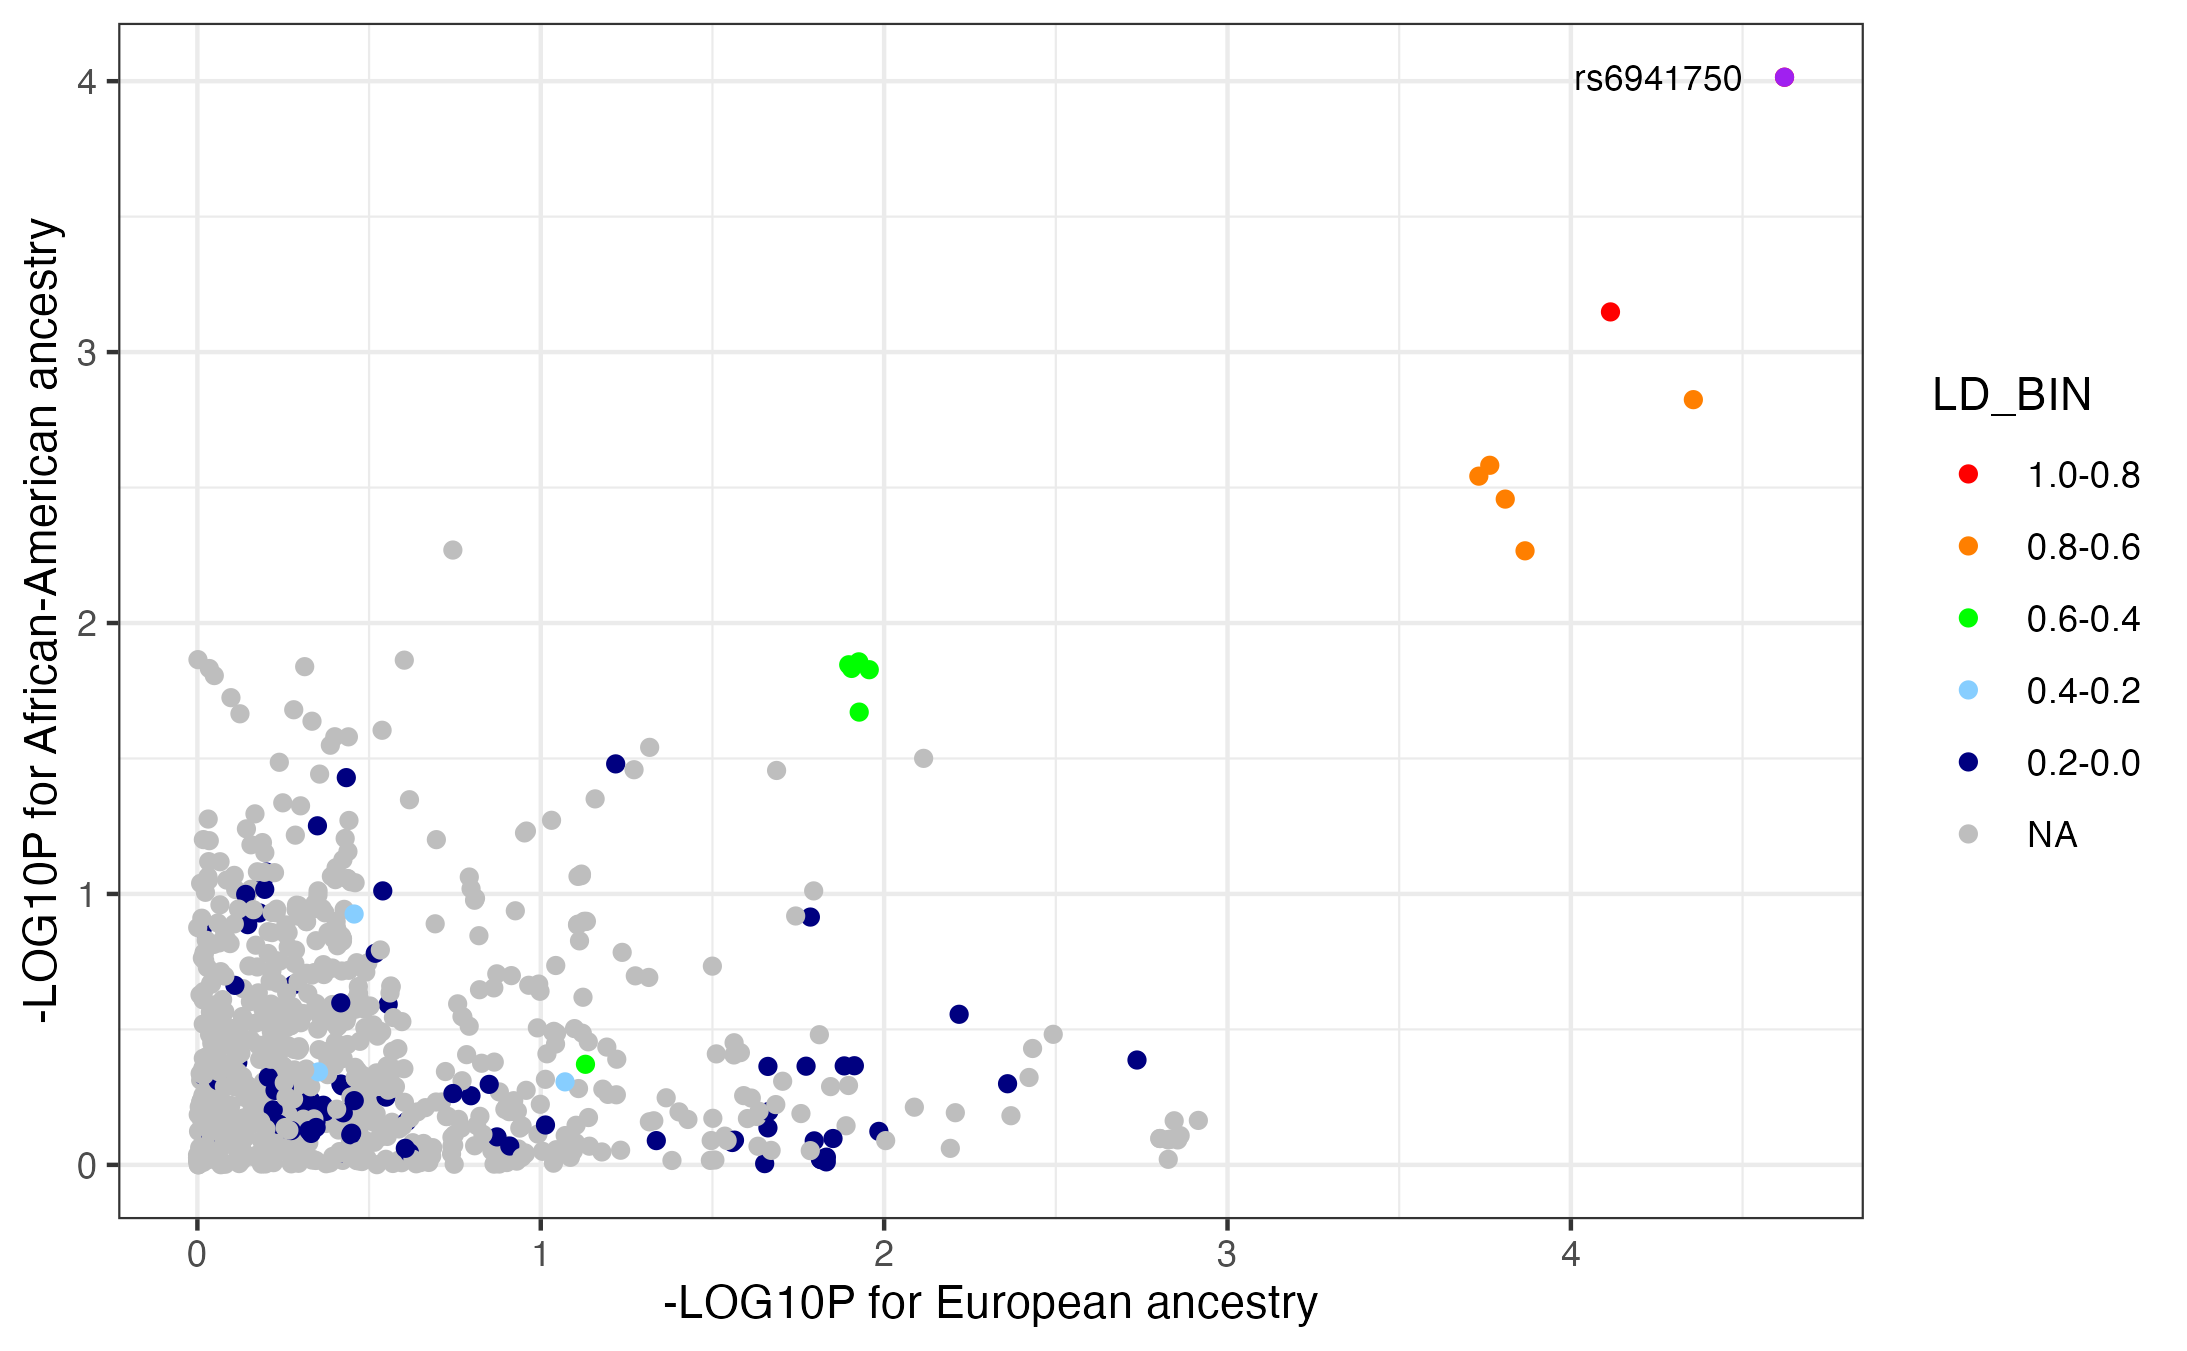 rs6941750
4
3
2
1
0
-LOG10P for African-American ancestry
0 1 2 3 4
-LOG10P for European ancestry
LD_BIN
1.0-0.8
0.8-0.6
0.6-0.4
0.4-0.2
0.2-0.0
NA